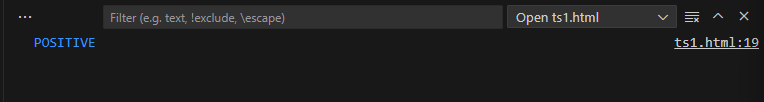 ... Filter (e.g. text, !exclude, \escape) Open ts1.html
POSITIVE ts1.html:19